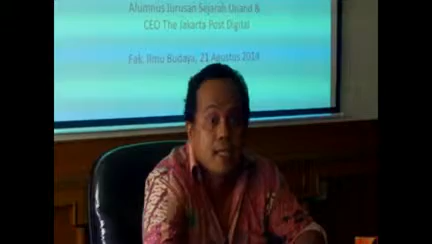 Alumnus Jurusan Sejarah Unand &
CEO The Jakarta Post Digital
Fak. Ilmu Budaya, 21 Agustus 2014